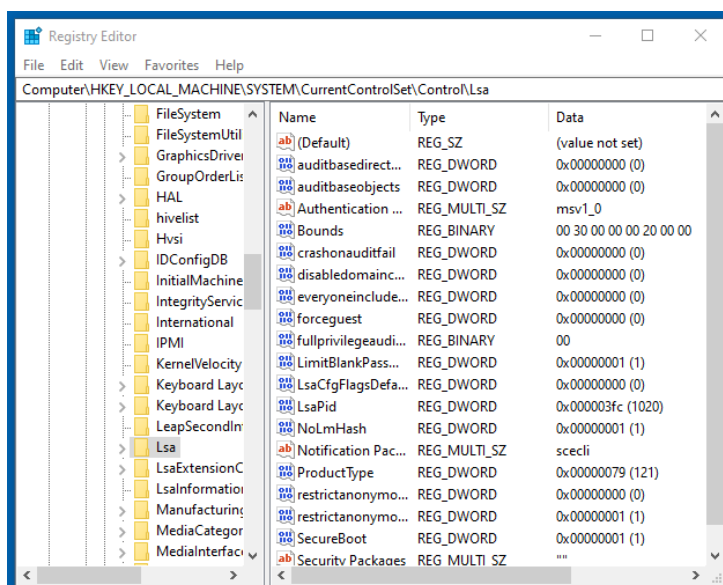 Registry Editor
File Edit View Favorites Help
Computer\HKEY_LOCAL_MACHINE\SYSTEM\CurrentControlSet\Control\Lsa
FileSystem
FileSystemUtil
GraphicsDriver
GroupOrderLis
HAL
hivelist
Hvsi
IDConfigDB
InitialMachine
IntegrityServic
International
IPMI
KernelVelocity
Keyboard Layc
Keyboard Layc
LeapSecondIn
Lsa
LsaExtensionC
LsaInformation
Manufacturing
MediaCategor
MediaInterfac
Name Type Data
(Default) REG_SZ (value not set)
auditbasedirect... REG_DWORD 0x00000000 (0)
auditbaseobjects REG_DWORD 0x00000000 (0)
Authentication ... REG_MULTI_SZ msv1_0
Bounds REG_BINARY 00 30 00 00 00 20 00 00
crashonauditfail REG_DWORD 0x00000000 (0)
disabledomainc... REG_DWORD 0x00000000 (0)
everyoneinclude... REG_DWORD 0x00000000 (0)
forceguest REG_DWORD 0x00000000 (0)
fullprivilegeaudi... REG_BINARY 00
LimitBlankPass... REG_DWORD 0x00000001 (1)
LsaCfgFlagsDefa... REG_DWORD 0x00000000 (0)
LsaPid REG_DWORD 0x000003fc (1020)
NoLmHash REG_DWORD 0x00000001 (1)
Notification Pac... REG_MULTI_SZ scecli
ProductType REG_DWORD 0x00000079 (121)
restrictanonymo... REG_DWORD 0x00000000 (0)
restrictanonymo... REG_DWORD 0x00000001 (1)
SecureBoot REG_DWORD 0x00000001 (1)
Security Packages REG_MULTI_SZ ""